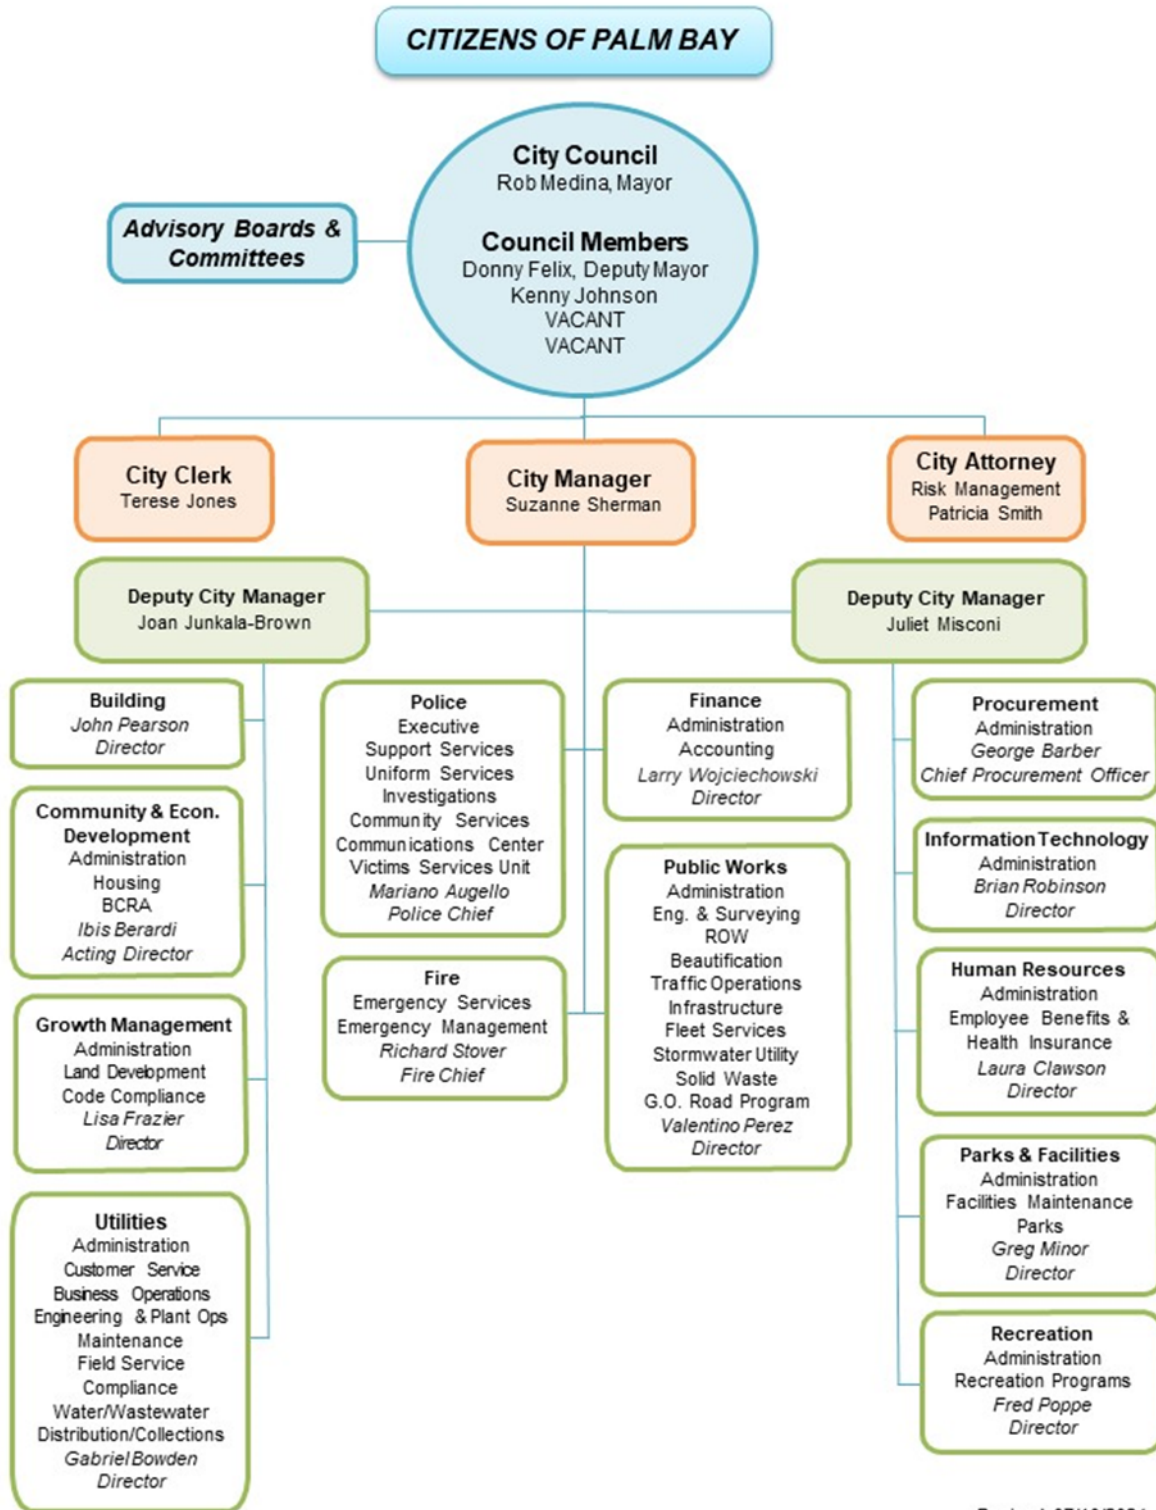 CITIZENS OF PALM BAY
City Council
Rob Medina, Mayor
Council Members
Donny Felix, Deputy Mayor
Kenny Johnson
VACANT
VACANT
Advisory Boards &
Committees
City Clerk
Terese Jones
City Manager
Suzanne Sherman
City Attorney
Risk Management
Patricia Smith
Deputy City Manager
Joan Junkala-Brown
Deputy City Manager
Juliet Misconi
Building
John Pearson
Director
Community & Econ.
Development
Administration
Housing
BCRA
Ibis Berardi
Acting Director
Growth Management
Administration
Land Development
Code Compliance
Lisa Frazier
Director
Utilities
Administration
Customer Service
Business Operations
Engineering & Plant Ops
Maintenance
Field Service
Compliance
Water/Wastewater
Distribution/Collections
Gabriel Bowden
Director
Police
Executive
Support Services
Uniform Services
Investigations
Community Services
Communications Center
Victims Services Unit
Mariano Augello
Police Chief
Fire
Emergency Services
Emergency Management
Richard Stover
Fire Chief
Finance
Administration
Accounting
Larry Wojciechowski
Director
Public Works
Administration
Eng. & Surveying
ROW
Beautification
Traffic Operations
Infrastructure
Fleet Services
Stormwater Utility
Solid Waste
G.O. Road Program
Valentino Perez
Director
Procurement
Administration
George Barber
Chief Procurement Officer
Information Technology
Administration
Brian Robinson
Director
Human Resources
Administration
Employee Benefits &
Health Insurance
Laura Clawson
Director
Parks & Facilities
Administration
Facilities Maintenance
Parks
Greg Minor
Director
Recreation
Administration
Recreation Programs
Fred Poppe
Director